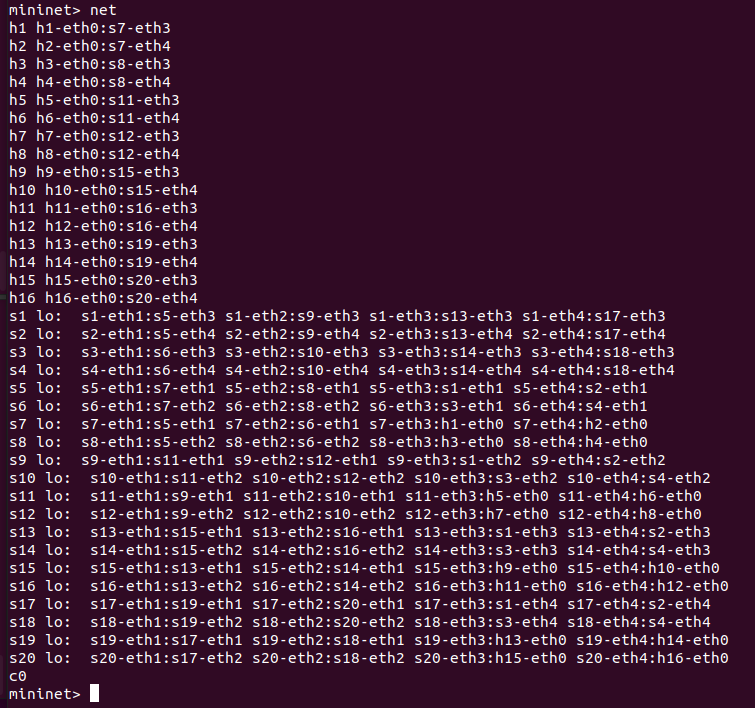 mininet> net
h1 h1-eth0:s7-eth3
h2 h2-eth0:s7-eth4
h3 h3-eth0:s8-eth3
h4 h4-eth0:s8-eth4
h5 h5-eth0:s11-eth3
h6 h6-eth0:s11-eth4
h7 h7-eth0:s12-eth3
h8 h8-eth0:s12-eth4
h9 h9-eth0:s15-eth3
h10 h10-eth0:s15-eth4
h11 h11-eth0:s16-eth3
h12 h12-eth0:s16-eth4
h13 h13-eth0:s19-eth3
h14 h14-eth0:s19-eth4
h15 h15-eth0:s20-eth3
h16 h16-eth0:s20-eth4
s1 lo:  s1-eth1:s5-eth3 s1-eth2:s9-eth3 s1-eth3:s13-eth3 s1-eth4:s17-eth3
s2 lo:  s2-eth1:s5-eth4 s2-eth2:s9-eth4 s2-eth3:s13-eth4 s2-eth4:s17-eth4
s3 lo:  s3-eth1:s6-eth3 s3-eth2:s10-eth3 s3-eth3:s14-eth3 s3-eth4:s18-eth3
s4 lo:  s4-eth1:s6-eth4 s4-eth2:s10-eth4 s4-eth3:s14-eth4 s4-eth4:s18-eth4
s5 lo:  s5-eth1:s7-eth1 s5-eth2:s8-eth1 s5-eth3:s1-eth1 s5-eth4:s2-eth1
s6 lo:  s6-eth1:s7-eth2 s6-eth2:s8-eth2 s6-eth3:s3-eth1 s6-eth4:s4-eth1
s7 lo:  s7-eth1:s5-eth1 s7-eth2:s6-eth1 s7-eth3:h1-eth0 s7-eth4:h2-eth0
s8 lo:  s8-eth1:s5-eth2 s8-eth2:s6-eth2 s8-eth3:h3-eth0 s8-eth4:h4-eth0
s9 lo:  s9-eth1:s11-eth1 s9-eth2:s12-eth1 s9-eth3:s1-eth2 s9-eth4:s2-eth2
s10 lo:  s10-eth1:s11-eth2 s10-eth2:s12-eth2 s10-eth3:s3-eth2 s10-eth4:s4-eth2
s11 lo:  s11-eth1:s9-eth1 s11-eth2:s10-eth1 s11-eth3:h5-eth0 s11-eth4:h6-eth0
s12 lo:  s12-eth1:s9-eth2 s12-eth2:s10-eth2 s12-eth3:h7-eth0 s12-eth4:h8-eth0
s13 lo:  s13-eth1:s15-eth1 s13-eth2:s16-eth1 s13-eth3:s1-eth3 s13-eth4:s2-eth3
s14 lo:  s14-eth1:s15-eth2 s14-eth2:s16-eth2 s14-eth3:s3-eth3 s14-eth4:s4-eth3
s15 lo:  s15-eth1:s13-eth1 s15-eth2:s14-eth1 s15-eth3:h9-eth0 s15-eth4:h10-eth0
s16 lo:  s16-eth1:s13-eth2 s16-eth2:s14-eth2 s16-eth3:h11-eth0 s16-eth4:h12-eth0
s17 lo:  s17-eth1:s19-eth1 s17-eth2:s20-eth1 s17-eth3:s1-eth4 s17-eth4:s2-eth4
s18 lo:  s18-eth1:s19-eth2 s18-eth2:s20-eth2 s18-eth3:s3-eth4 s18-eth4:s4-eth4
s19 lo:  s19-eth1:s17-eth1 s19-eth2:s18-eth1 s19-eth3:h13-eth0 s19-eth4:h14-eth0
s20 lo:  s20-eth1:s17-eth2 s20-eth2:s18-eth2 s20-eth3:h15-eth0 s20-eth4:h16-eth0
c0
mininet>